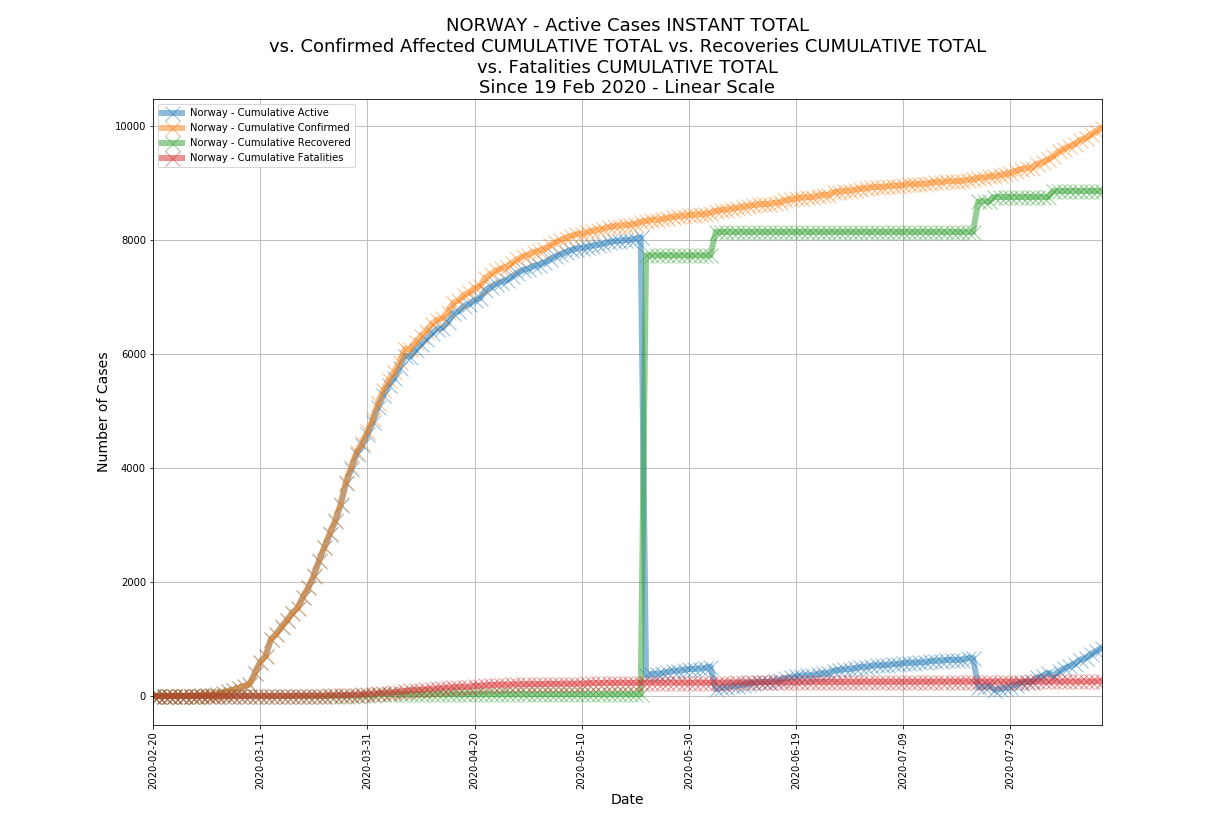 NORWAY - Active Cases INSTANT TOTAL
vs. Confirmed Affected CUMULATIVE TOTAL vs. Recoveries CUMULATIVE TOTAL
vs. Fatalities CUMULATIVE TOTAL
Since 19 Feb 2020 - Linear Scale
Norway - Cumulative Active
Norway - Cumulative Confirmed
Norway - Cumulative Recovered
Norway - Cumulative Fatalities
10000
8000
6000
4000
2000
0
Number of Cases
2020-02-20
2020-03-11
2020-03-31
2020-04-20
2020-05-10
2020-05-30
2020-06-19
2020-07-09
2020-07-29
Date